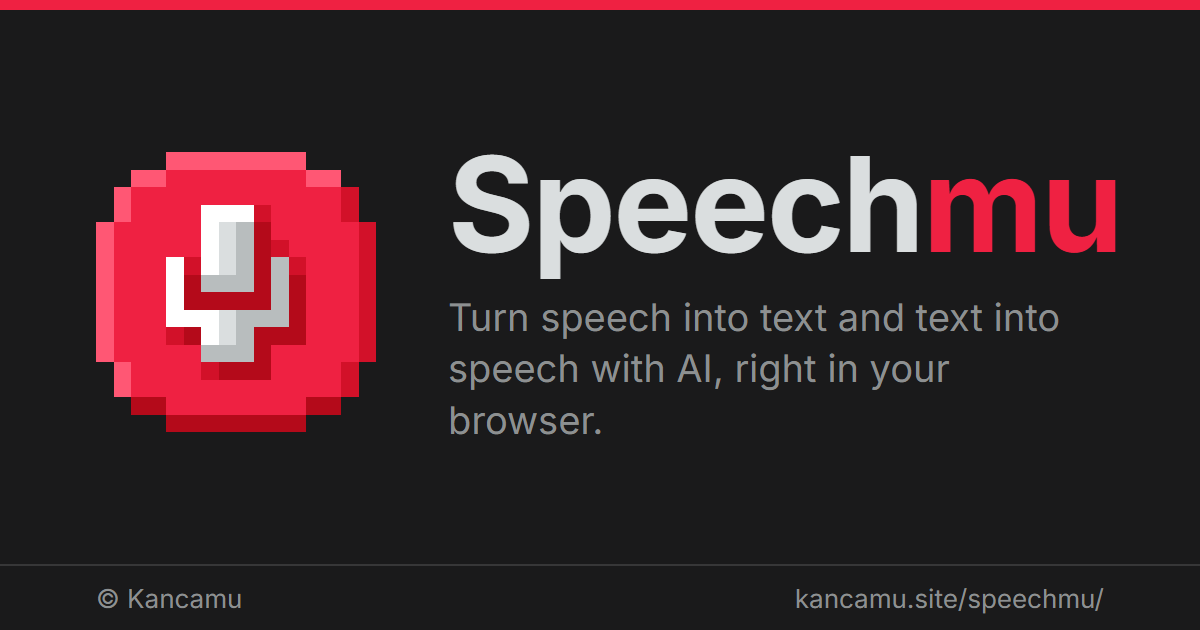 Speechmu
Turn speech into text and text into
speech with AI, right in your
browser.
© Kancamu
kancamu.site/speechmu/